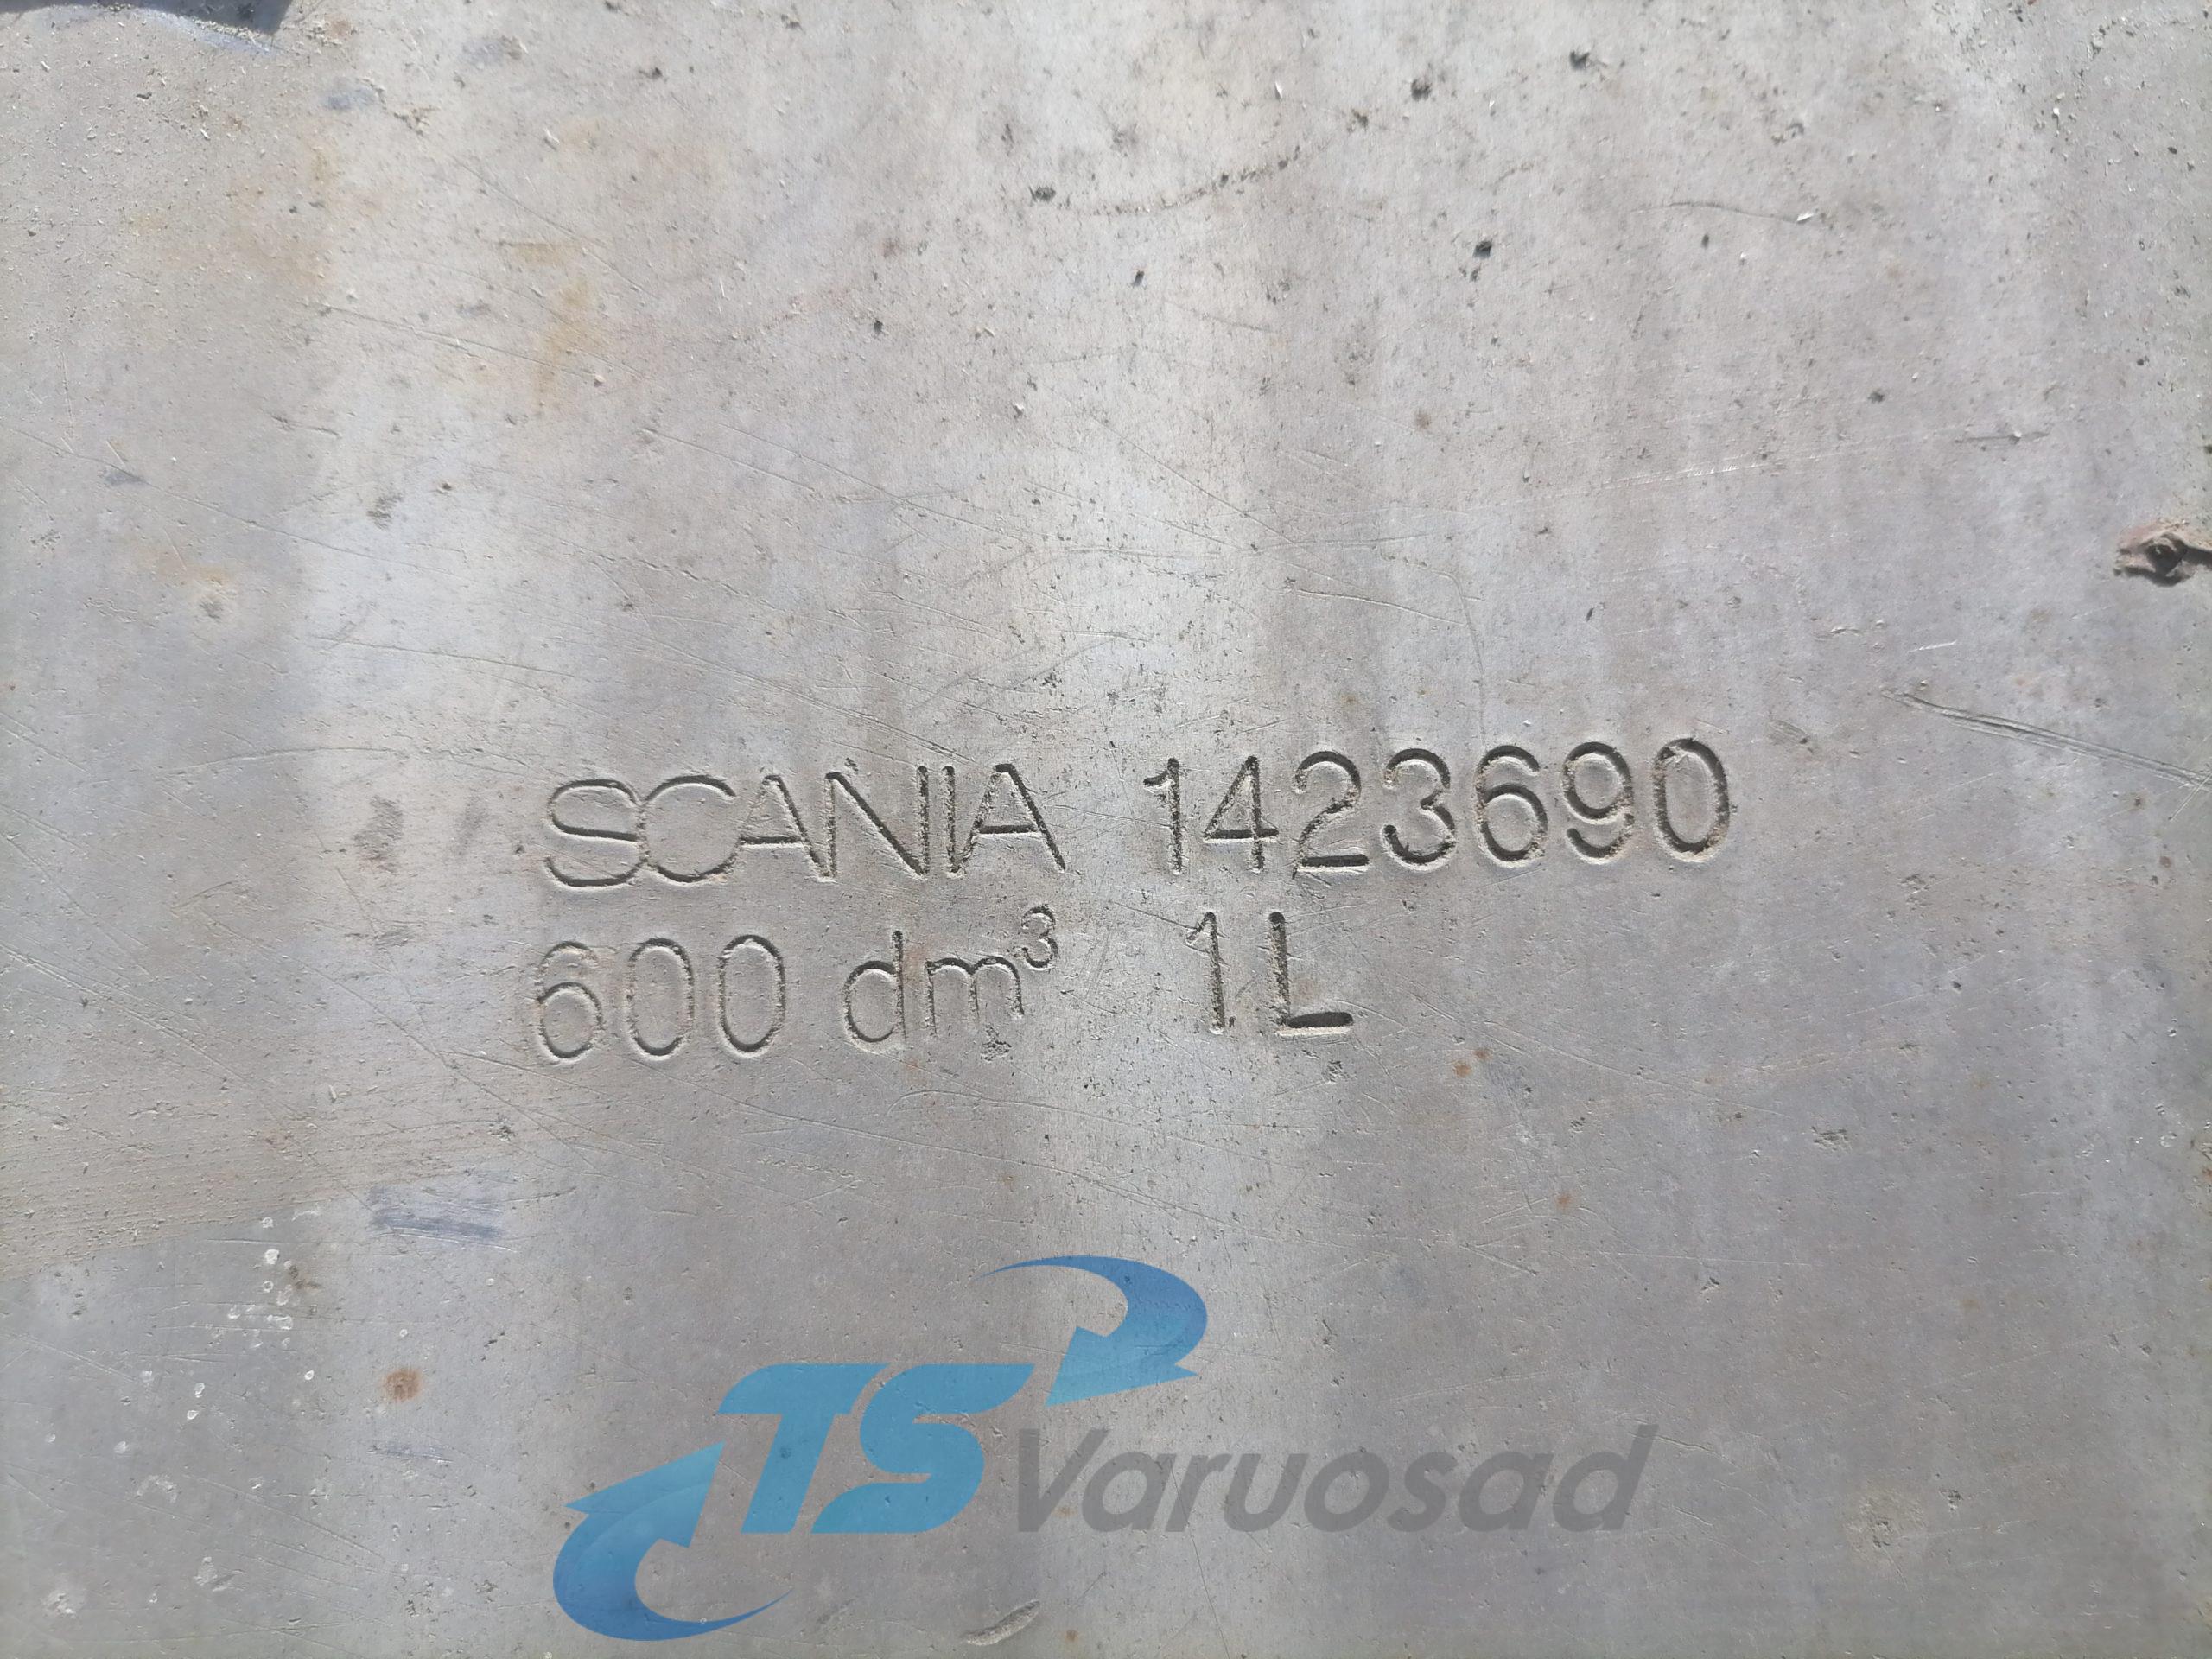 SCANIA 1423690
600 dm³ 1L
TS Varuosad